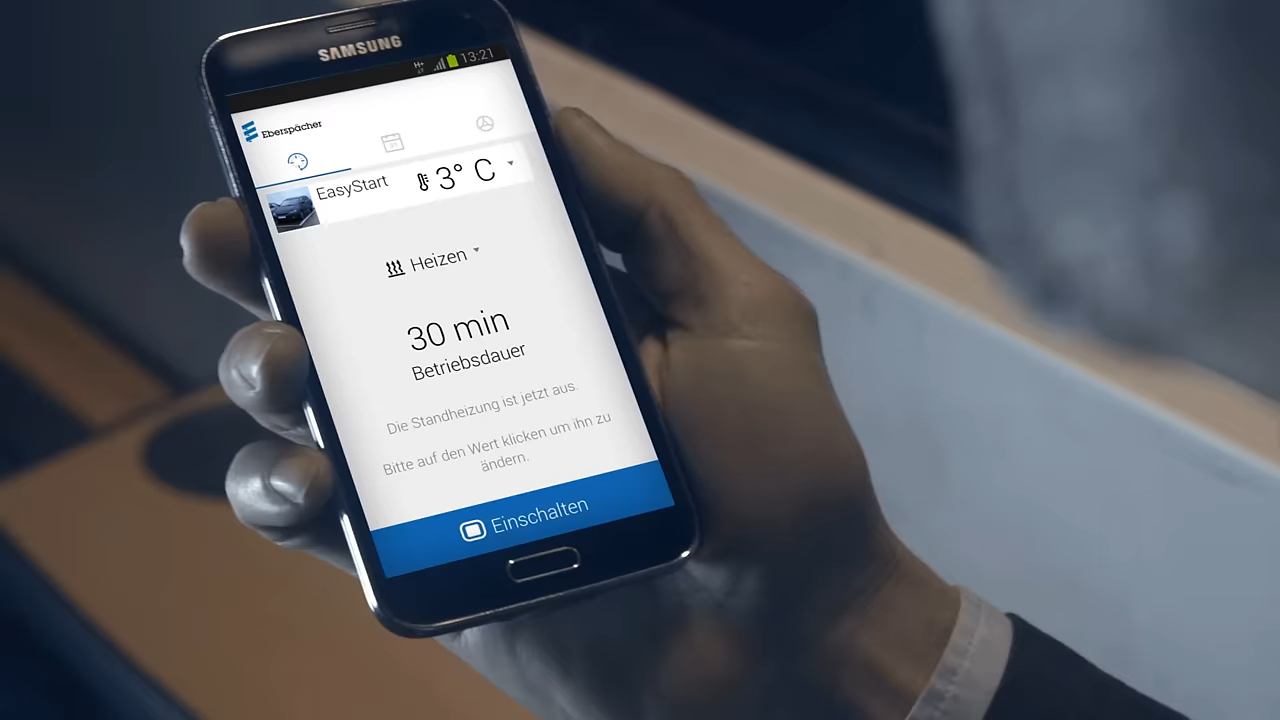 SAMSUNG
H+ 13:21
Eberspächer
EasyStart 3° C
Heizen
30 min
Betriebsdauer
Die Standheizung ist jetzt aus.
Bitte auf den Wert klicken um ihn zu
ändern.
Einschalten